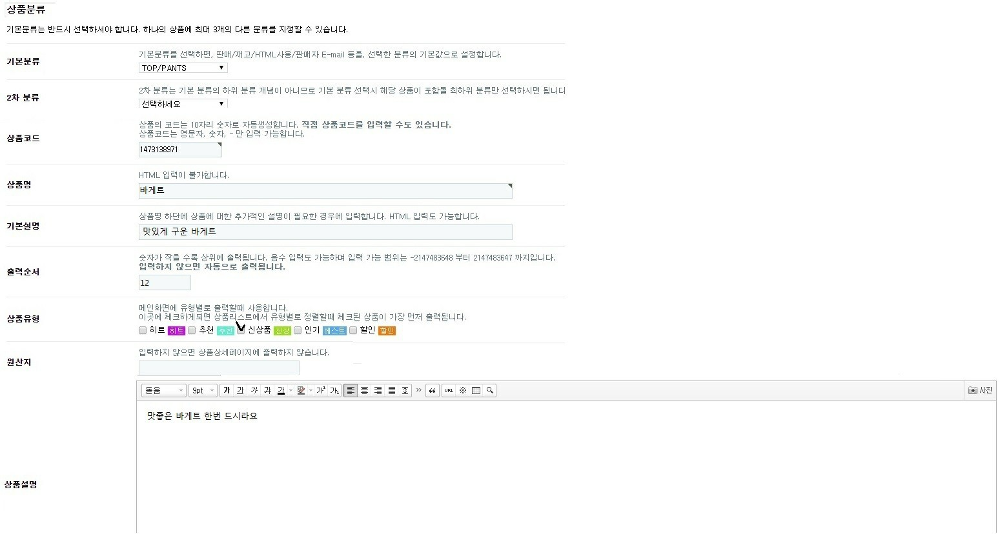 상품분류
기본분류는 반드시 선택하셔야 합니다. 하나의 상품에 최대 3개의 다른 분류를 지정할 수 있습니다.
기본분류를 선택하면, 판매/재고/HTML사용/판매자 E-mail 등을, 선택한 분류의 기본값으로 설정합니다.
기본분류
TOP/PANTS
2차 분류는 기본 분류의 하위 분류 개념이 아니므로 기본 분류 선택시 해당 상품이 포함될 최하위 분류만 선택하시면 됩니다
2차 분류
선택하세요
상품의 코드는 10자리 숫자로 자동생성합니다. 직접 상품코드를 입력할 수도 있습니다.
상품코드는 영문자, 숫자, - 만 입력 가능합니다.
상품코드
1473138971
HTML 입력이 불가합니다.
상품명
바게트
상품명 하단에 상품에 대한 추가적인 설명이 필요한 경우에 입력합니다. HTML 입력도 가능합니다.
기본설명
맛있게 구운 바게트
숫자가 작을 수록 상위에 출력됩니다. 음수 입력도 가능하며 입력 가능 범위는 -2147483648 부터 2147483647 까지입니다.
입력하지 않으면 자동으로 출력됩니다.
출력순서
12
메인화면에 유형별로 출력할때 사용합니다.
이곳에 체크하게되면 상품리스트에서 유형별로 정렬할때 체크된 상품이 가장 먼저 출력됩니다.
상품유형
히트 히트 추천 추천 신상품 신상 인기 베스트 할인 할인
입력하지 않으면 상품상세페이지에 출력하지 않습니다.
원산지
돋움 9pt 가 가 가 가 가 가¹ 가₁ » “ URL ※ 사진
맛좋은 바게트 한번 드시라요
상품설명